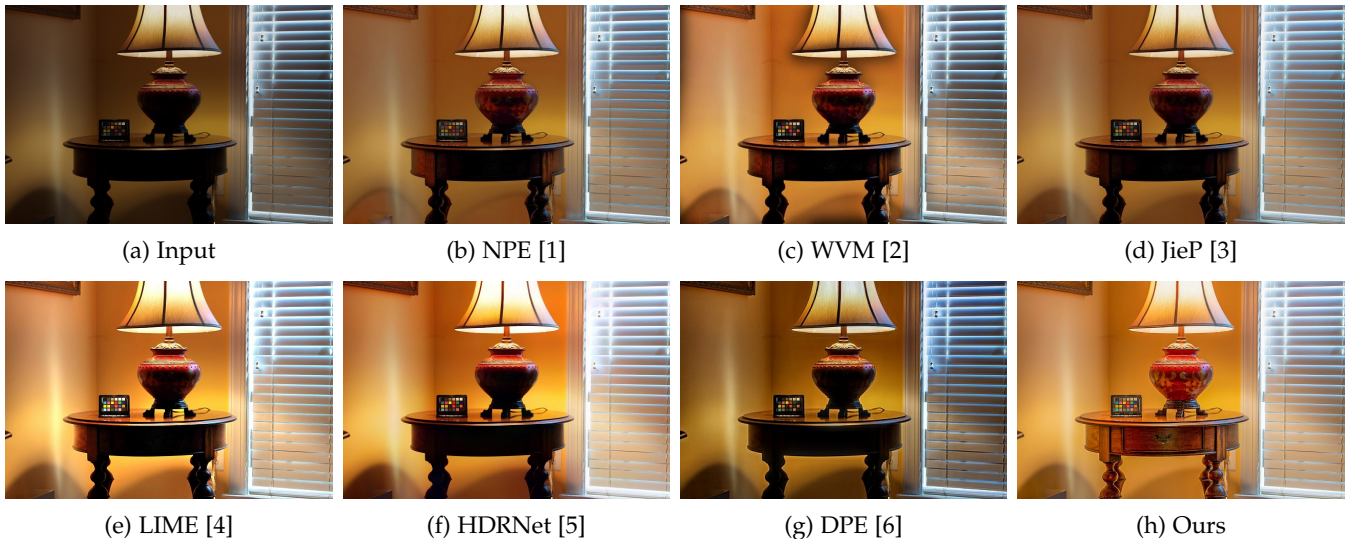 (a) Input
(b) NPE [1]
(c) WVM [2]
(d) JieP [3]
(e) LIME [4]
(f) HDRNet [5]
(g) DPE [6]
(h) Ours